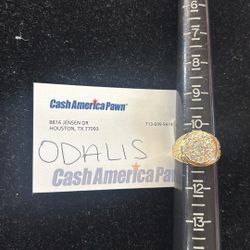 Cash America Pawn
8816 JENSEN DR
HOUSTON, TX 77093
ODALIS
Cash America Pawn
6
7
8
9
10
12
13